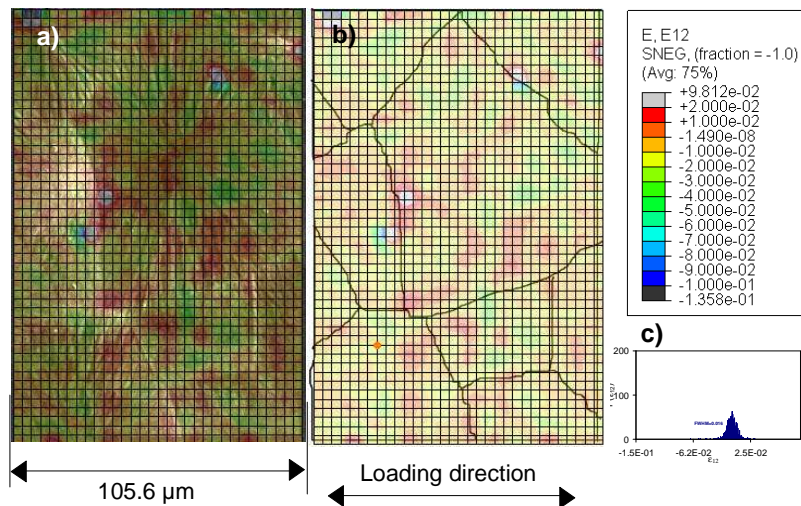 a)
b)
E, E12
SNEG, (fraction = -1.0)
(Avg: 75%)
+9.812e-02
+2.000e-02
+1.000e-02
-1.490e-08
-1.000e-02
-2.000e-02
-3.000e-02
-4.000e-02
-5.000e-02
-6.000e-02
-7.000e-02
-8.000e-02
-9.000e-02
-1.000e-01
-1.358e-01
c)
200
100
0
FWHM=0.016
-1.5E-01 -6.2E-02 2.5E-02
ε12
105.6 µm
Loading direction